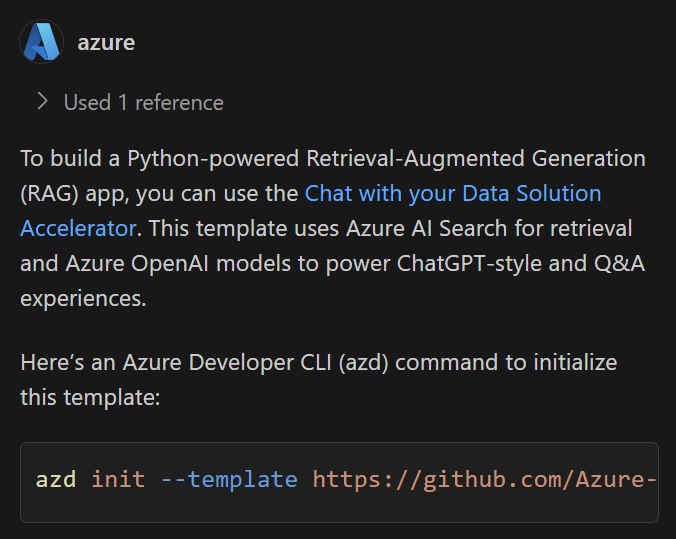 azure
Used 1 reference
To build a Python-powered Retrieval-Augmented Generation
(RAG) app, you can use the Chat with your Data Solution
Accelerator. This template uses Azure AI Search for retrieval
and Azure OpenAI models to power ChatGPT-style and Q&A
experiences.
Here’s an Azure Developer CLI (azd) command to initialize
this template:
azd init --template https://github.com/Azure-